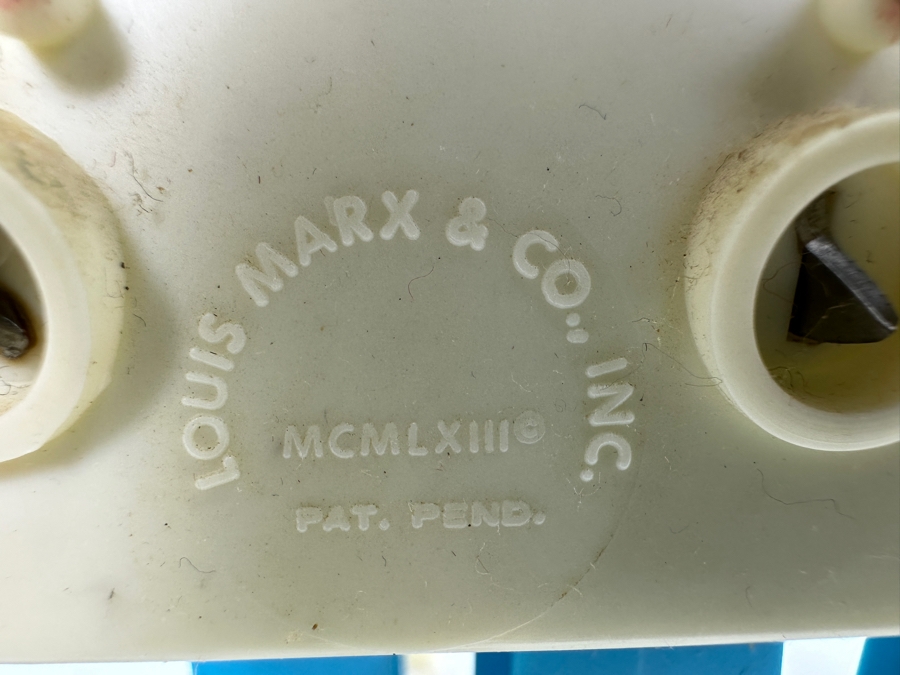 LOUIS MARX & CO., INC.
MCMLXIII©
PAT. PEND.